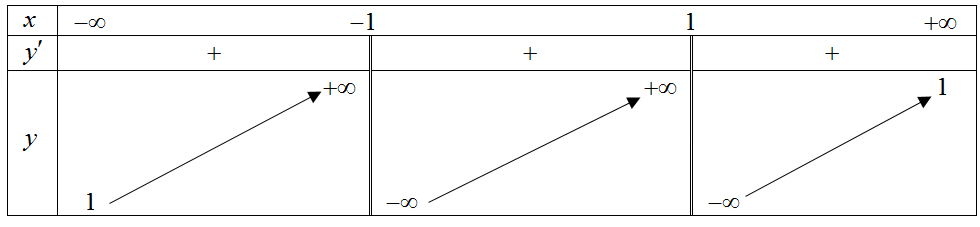 x –∞ –1 1 +∞
y′ + + +
+∞ +∞ 1
y
1 –∞ –∞